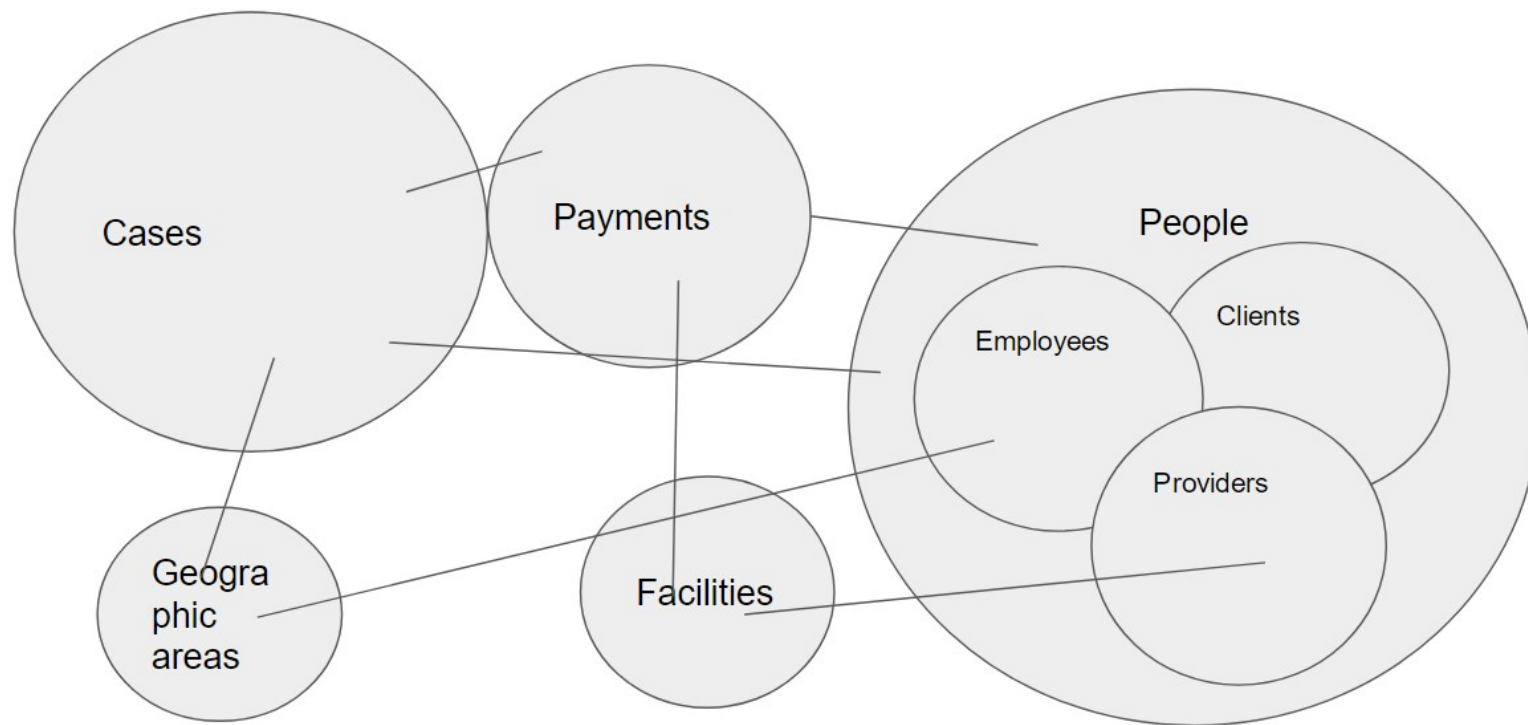 Cases
Payments
People
Employees
Clients
Providers
Geogra
phic
areas
Facilities